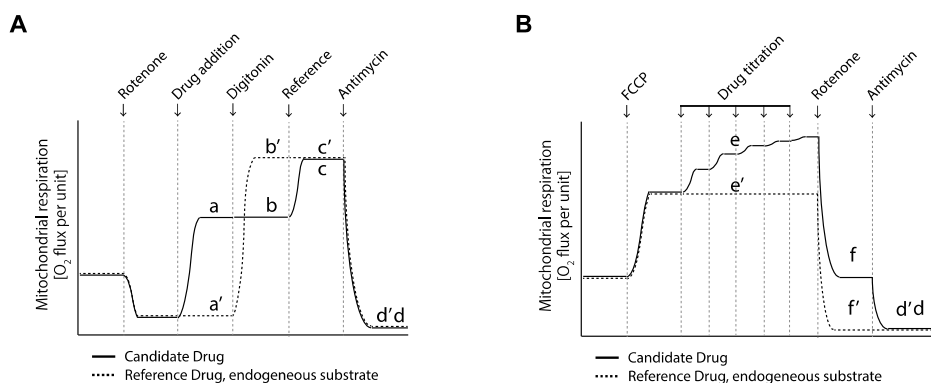 A
Rotenone
Drug addition
Digitonin
Reference
Antimycin
Mitochondrial respiration
[O2 flux per unit]
a
a'
b'
b
c'
c
d'd
Candidate Drug
Reference Drug, endogeneous substrate
B
FCCP
Drug titration
Rotenone
Antimycin
Mitochondrial respiration
[O2 flux per unit]
e
e'
f
f'
d'd
Candidate Drug
Reference Drug, endogeneous substrate